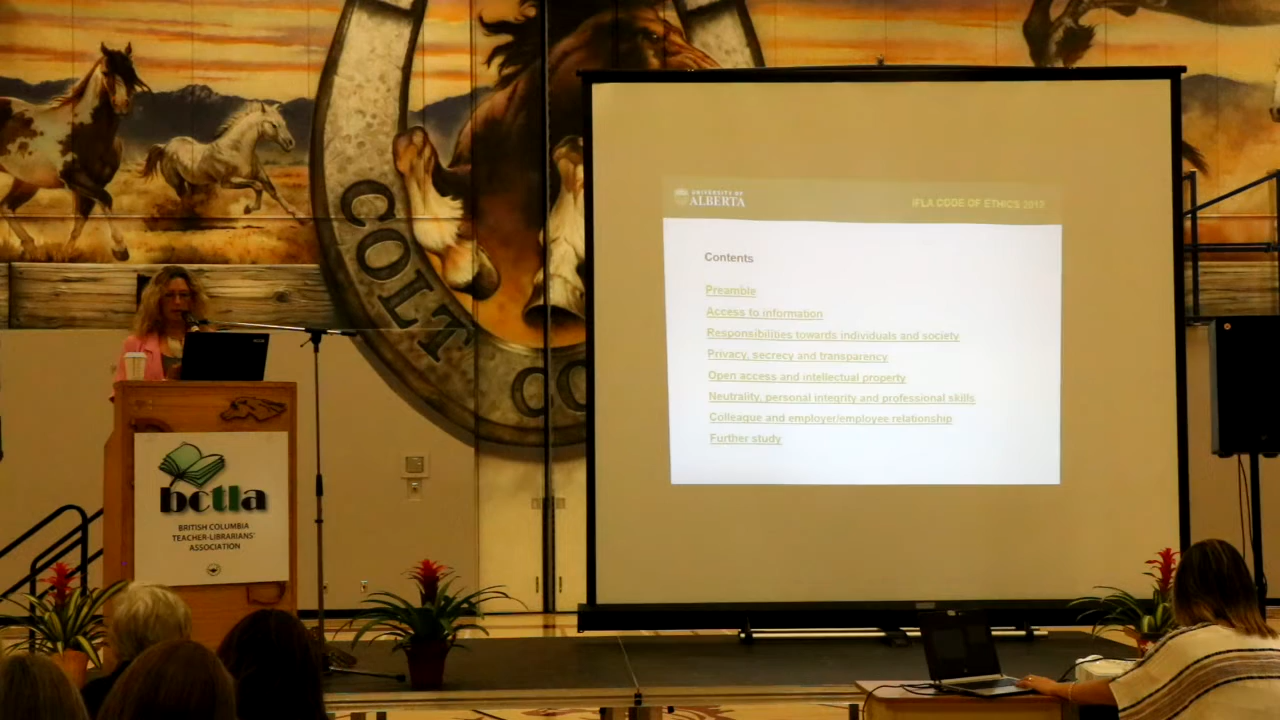 COLT
CO
UNIVERSITY OF
ALBERTA
IFLA CODE OF ETHICS 2012
Contents
Preamble
Access to information
Responsibilities towards individuals and society
Privacy, secrecy and transparency
Open access and intellectual property
Neutrality, personal integrity and professional skills
Colleague and employer/employee relationship
Further study
bctla
BRITISH COLUMBIA
TEACHER-LIBRARIANS'
ASSOCIATION